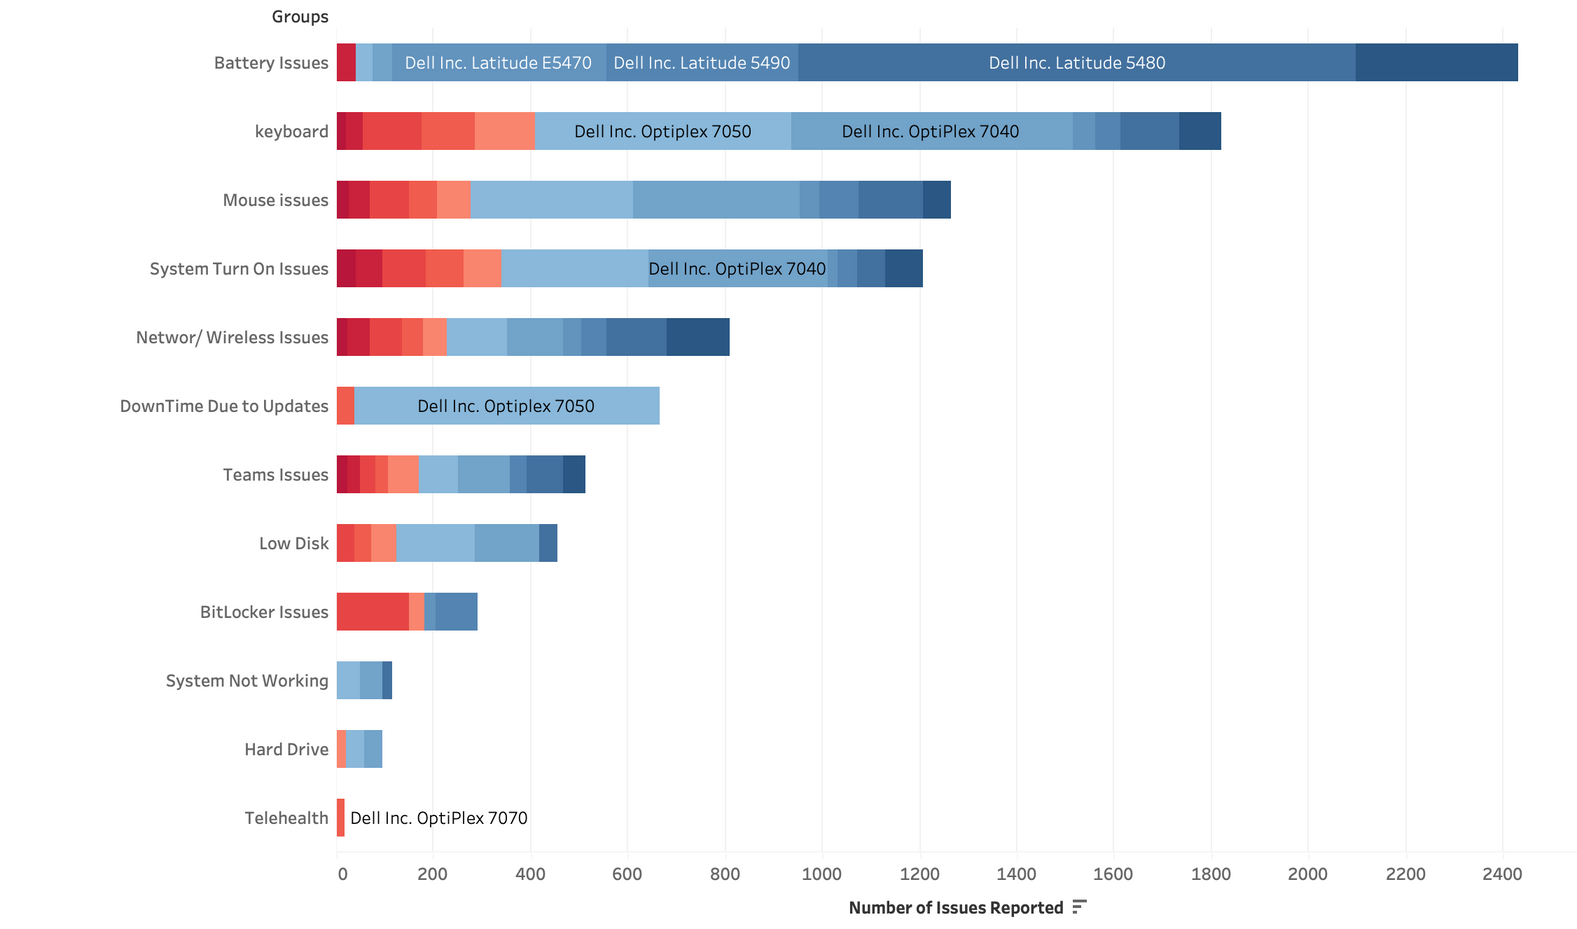 Groups
Battery Issues
Dell Inc. Latitude E5470 Dell Inc. Latitude 5490 Dell Inc. Latitude 5480
keyboard
Dell Inc. Optiplex 7050 Dell Inc. OptiPlex 7040
Mouse issues
System Turn On Issues
Dell Inc. OptiPlex 7040
Networ/ Wireless Issues
DownTime Due to Updates
Dell Inc. Optiplex 7050
Teams Issues
Low Disk
BitLocker Issues
System Not Working
Hard Drive
Telehealth
Dell Inc. OptiPlex 7070
0 200 400 600 800 1000 1200 1400 1600 1800 2000 2200 2400
Number of Issues Reported